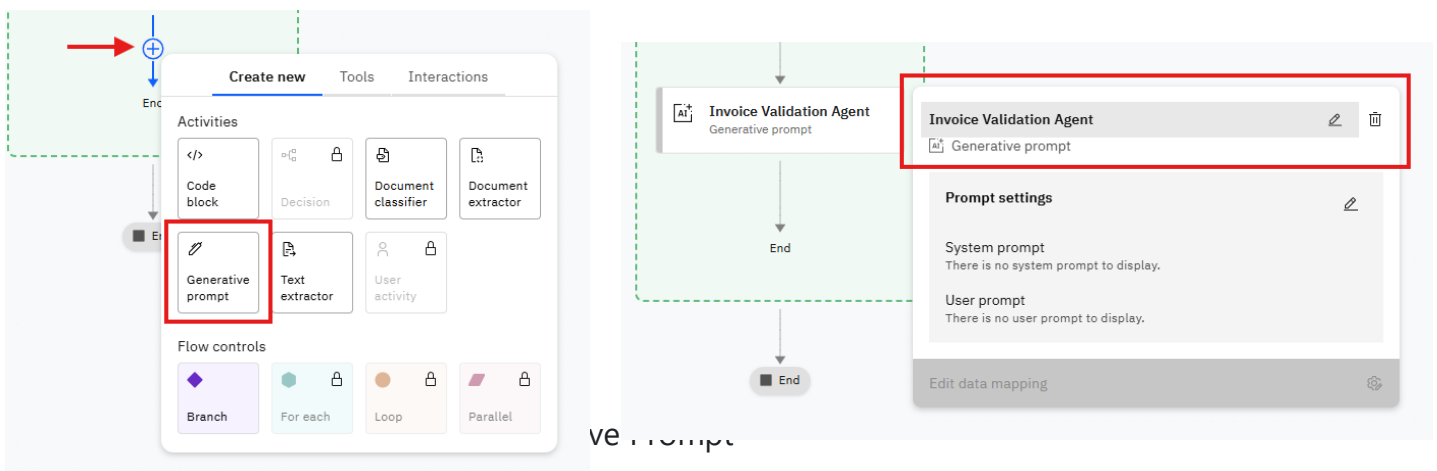 Create new Tools Interactions
End
Activities
</>
Code
block
Decision
Document
classifier
Document
extractor
Generative
prompt
Text
extractor
User
activity
Flow controls
Branch
For each
Loop
Parallel
AI
Invoice Validation Agent
Generative prompt
End
End
Invoice Validation Agent
AI
Generative prompt
Prompt settings
System prompt
There is no system prompt to display.
User prompt
There is no user prompt to display.
Edit data mapping